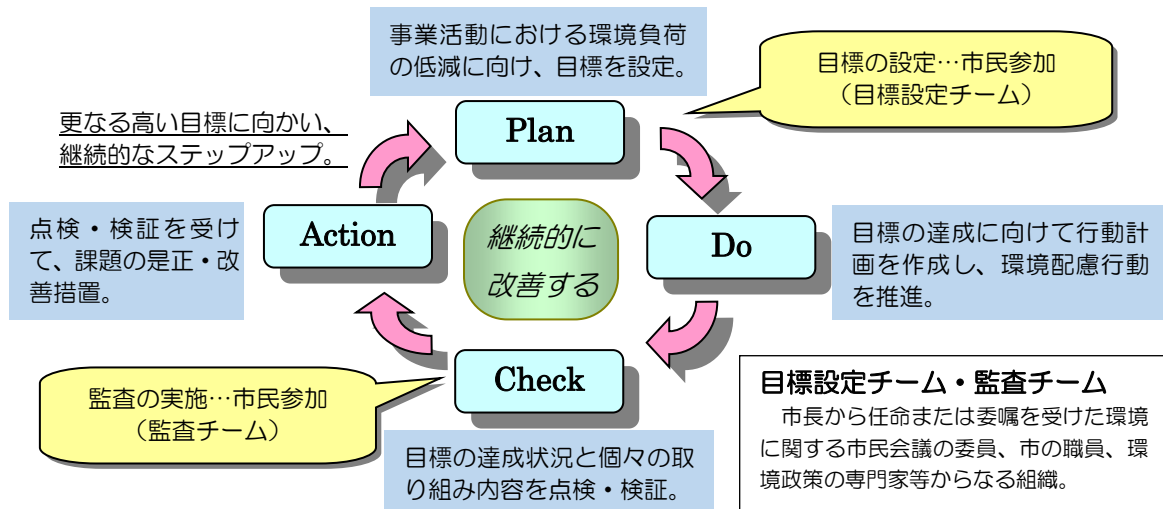 事業活動における環境負荷
の低減に向け、目標を設定。
目標の設定…市民参加
（目標設定チーム）
更なる高い目標に向かい、
継続的なステップアップ。
Plan
点検・検証を受け
て、課題の是正・改
善措置。
Action
継続的に
改善する
Do
目標の達成に向けて行動計
画を作成し、環境配慮行動
を推進。
監査の実施…市民参加
（監査チーム）
Check
目標の達成状況と個々の取
り組み内容を点検・検証。
目標設定チーム・監査チーム
市長から任命または委嘱を受けた環境
に関する市民会議の委員、市の職員、環
境政策の専門家等からなる組織。